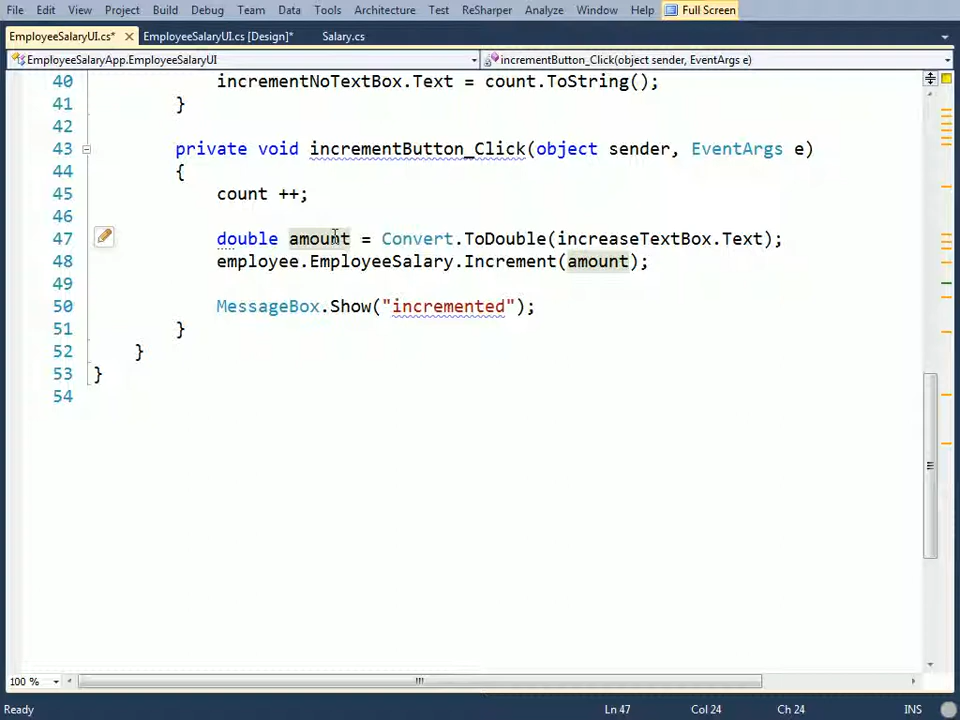 File Edit View Project Build Debug Team Data Tools Architecture Test ReSharper Analyze Window Help Full Screen
EmployeeSalaryUI.cs* EmployeeSalaryUI.cs [Design]* Salary.cs
EmployeeSalaryApp.EmployeeSalaryUI incrementButton_Click(object sender, EventArgs e)
40 incrementNoTextBox.Text = count.ToString();
41 }
42
43 private void incrementButton_Click(object sender, EventArgs e)
44 {
45 count ++;
46
47 double amount = Convert.ToDouble(increaseTextBox.Text);
48 employee.EmployeeSalary.Increment(amount);
49
50 MessageBox.Show("incremented");
51 }
52 }
53 }
54
100 %
Ready Ln 47 Col 24 Ch 24 INS